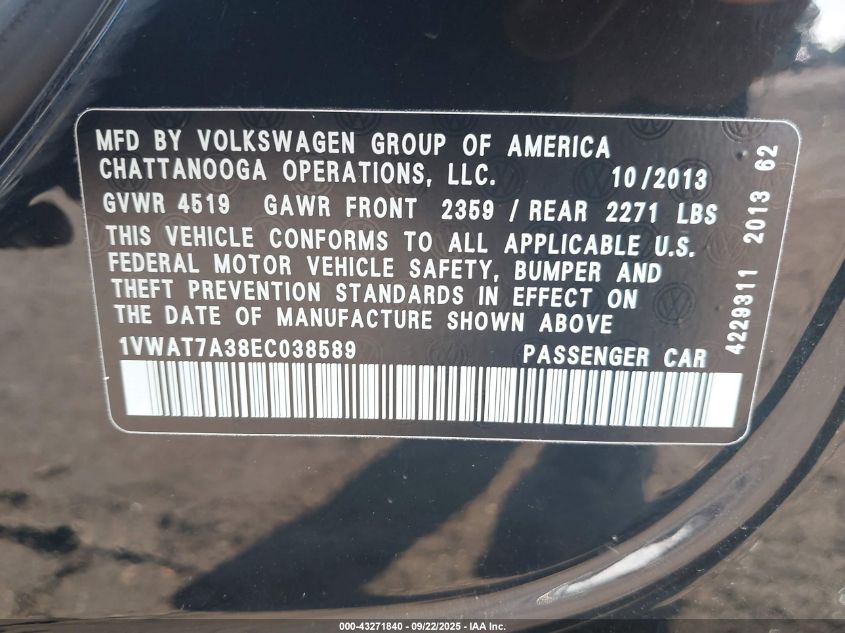 MFD BY VOLKSWAGEN GROUP OF AMERICA
CHATTANOOGA OPERATIONS, LLC. 10/2013
GVWR 4519 GAWR FRONT 2359 / REAR 2271 LBS
THIS VEHICLE CONFORMS TO ALL APPLICABLE U.S.
FEDERAL MOTOR VEHICLE SAFETY, BUMPER AND
THEFT PREVENTION STANDARDS IN EFFECT ON
THE DATE OF MANUFACTURE SHOWN ABOVE
1VWAT7A38EC038589 PASSENGER CAR
4229311 2013 62
000-43271840 - 09/22/2025 - IAA Inc.